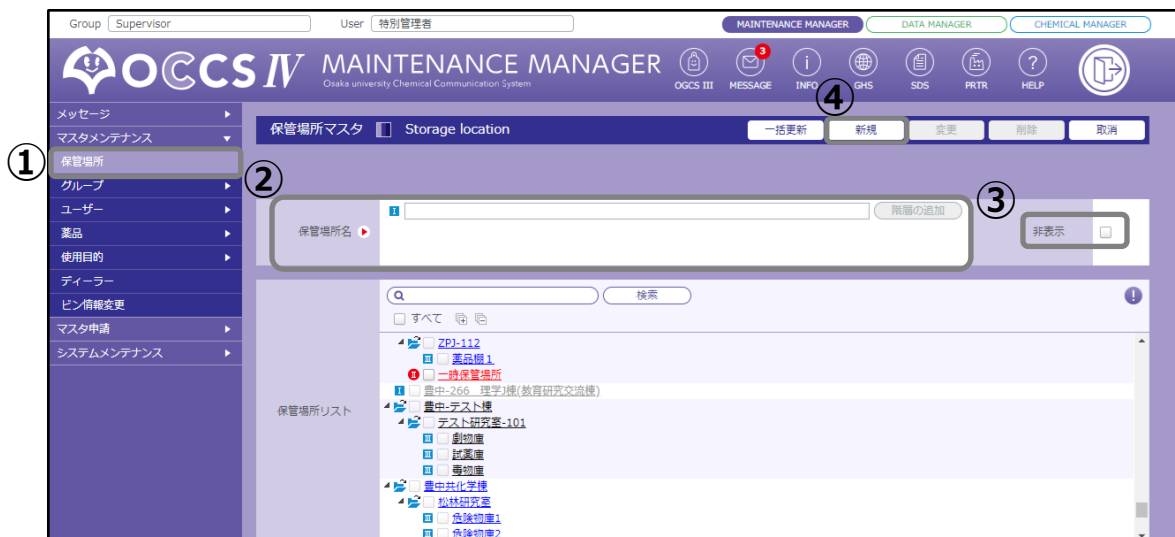 Group Supervisor User 特別管理者 MAINTENANCE MANAGER DATA MANAGER CHEMICAL MANAGER
OCCS IV MAINTENANCE MANAGER
Osaka university Chemical Communication System
OGCS III MESSAGE 3 INFO GHS SDS PRTR HELP
④
メッセージ
マスタメンテナンス
保管場所マスタ Storage location 一括更新 新規 変更 削除 取消
① 保管場所
グループ
②
ユーザー
③
薬品
I 階層の追加
保管場所名 非表示
使用目的
ディーラー
ビン情報変更
検索
マスタ申請
すべて
システムメンテナンス
ZPJ-112
II 薬品棚1
II 一時保管場所
I 豊中-266 理学J棟(教育研究交流棟)
保管場所リスト
豊中-テスト棟
テスト研究室-101
III 劇物庫
III 試薬庫
III 毒物庫
豊中共化学棟
松林研究室
III 危険物庫1
III 危険物庫2